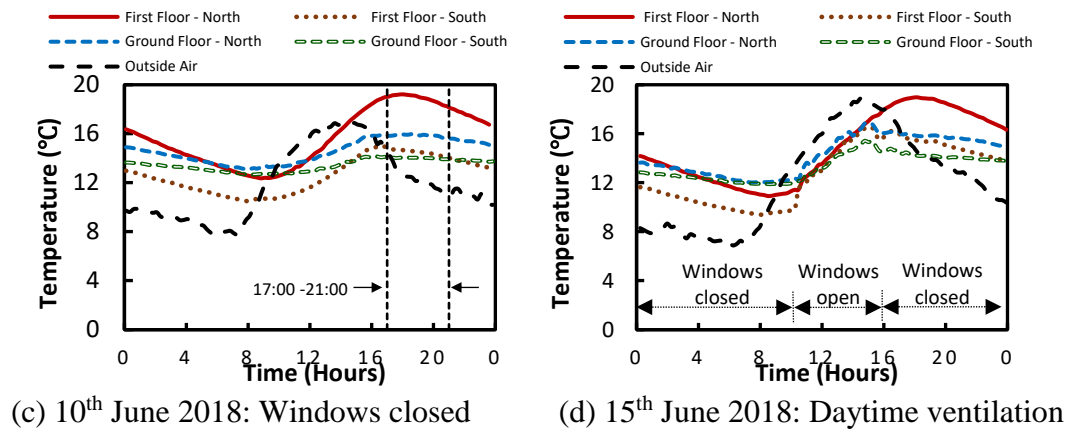 First Floor - North First Floor - South
Ground Floor - North Ground Floor - South
Outside Air
20
16
12
8
4
0
Temperature (°C)
17:00 -21:00
0 4 8 12 16 20 0
Time (Hours)
(c) 10th June 2018: Windows closed
First Floor - North First Floor - South
Ground Floor - North Ground Floor - South
Outside Air
20
16
12
8
4
0
Temperature (°C)
Windows closed
Windows open
Windows closed
0 4 8 12 16 20 0
Time (Hours)
(d) 15th June 2018: Daytime ventilation